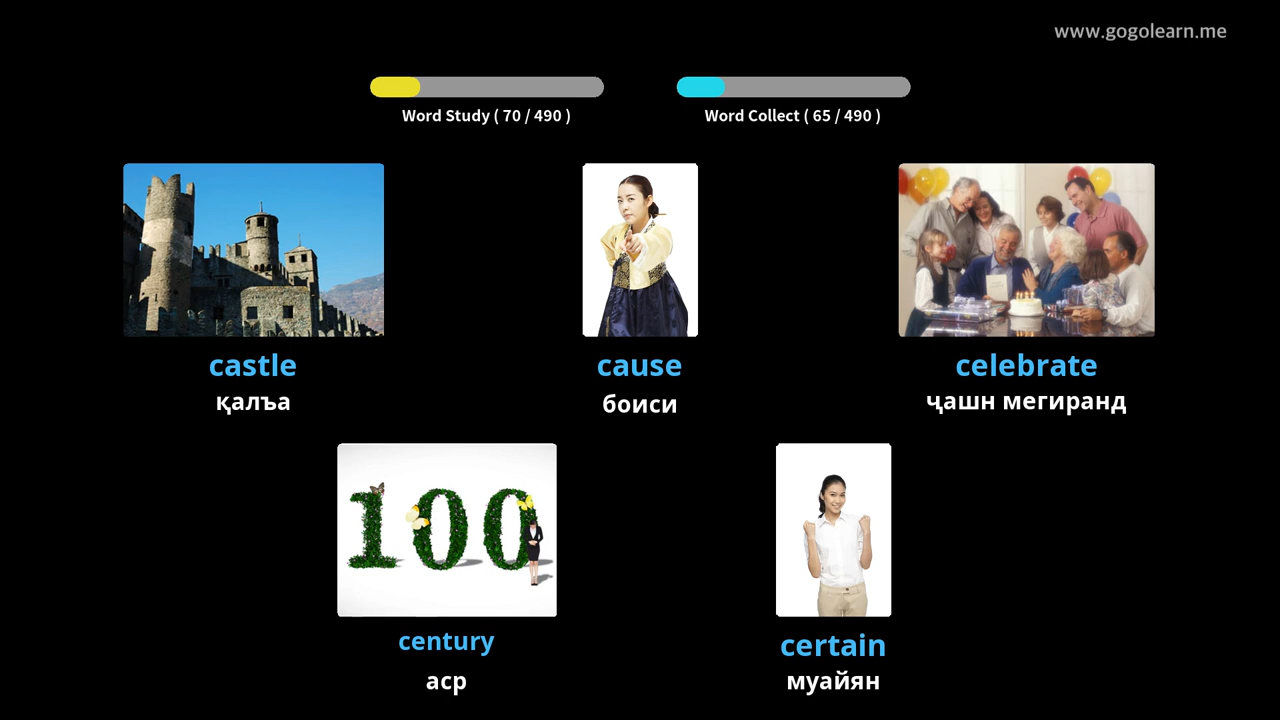 www.gogolearn.me
Word Study ( 70 / 490 )
Word Collect ( 65 / 490 )
castle
қалъа
cause
боиси
celebrate
ҷашн мегиранд
100
century
аср
certain
муайян